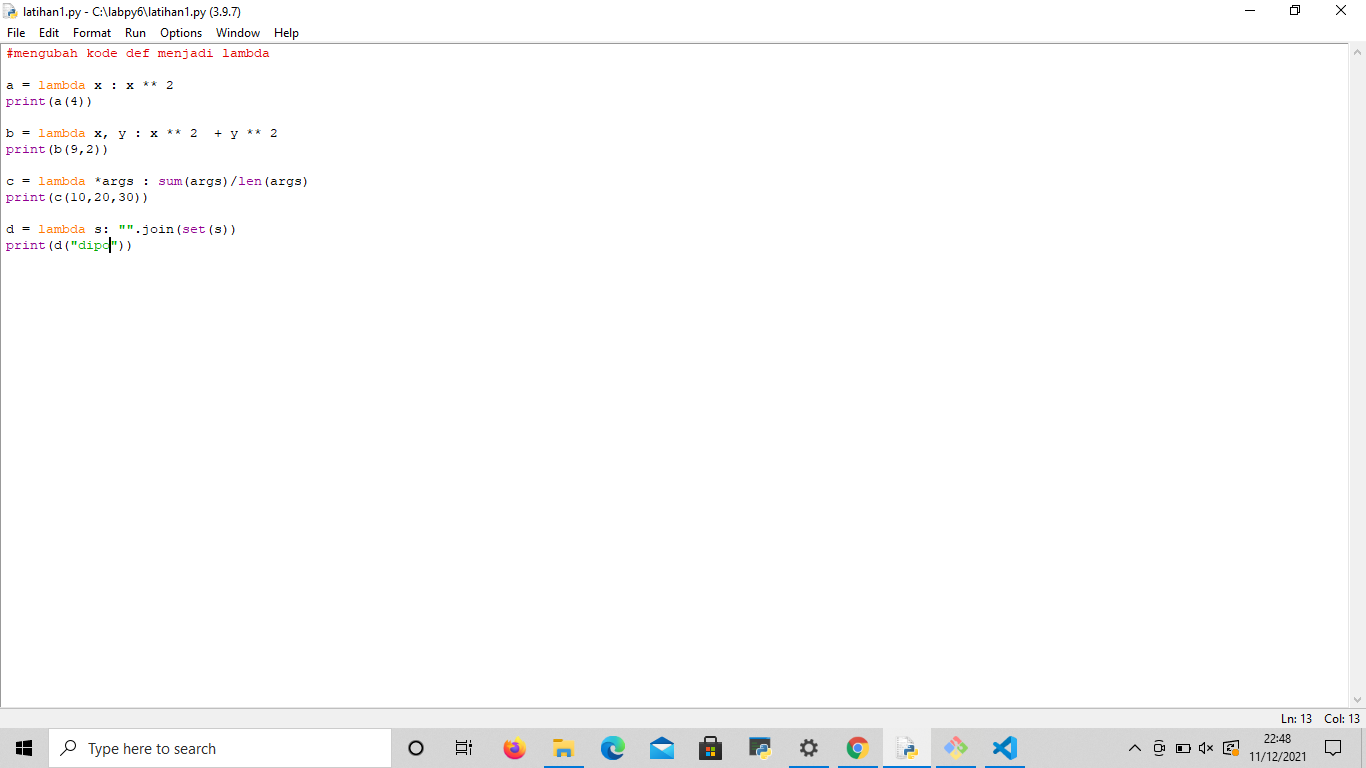 latihan1.py - C:\labpy6\latihan1.py (3.9.7)
File Edit Format Run Options Window Help
#mengubah kode def menjadi lambda
a = lambda x : x ** 2
print(a(4))
b = lambda x, y : x ** 2  + y ** 2
print(b(9,2))
c = lambda *args : sum(args)/len(args)
print(c(10,20,30))
d = lambda s: "".join(set(s))
print(d("dipo"))
Ln: 13 Col: 13
Type here to search
22:48
11/12/2021